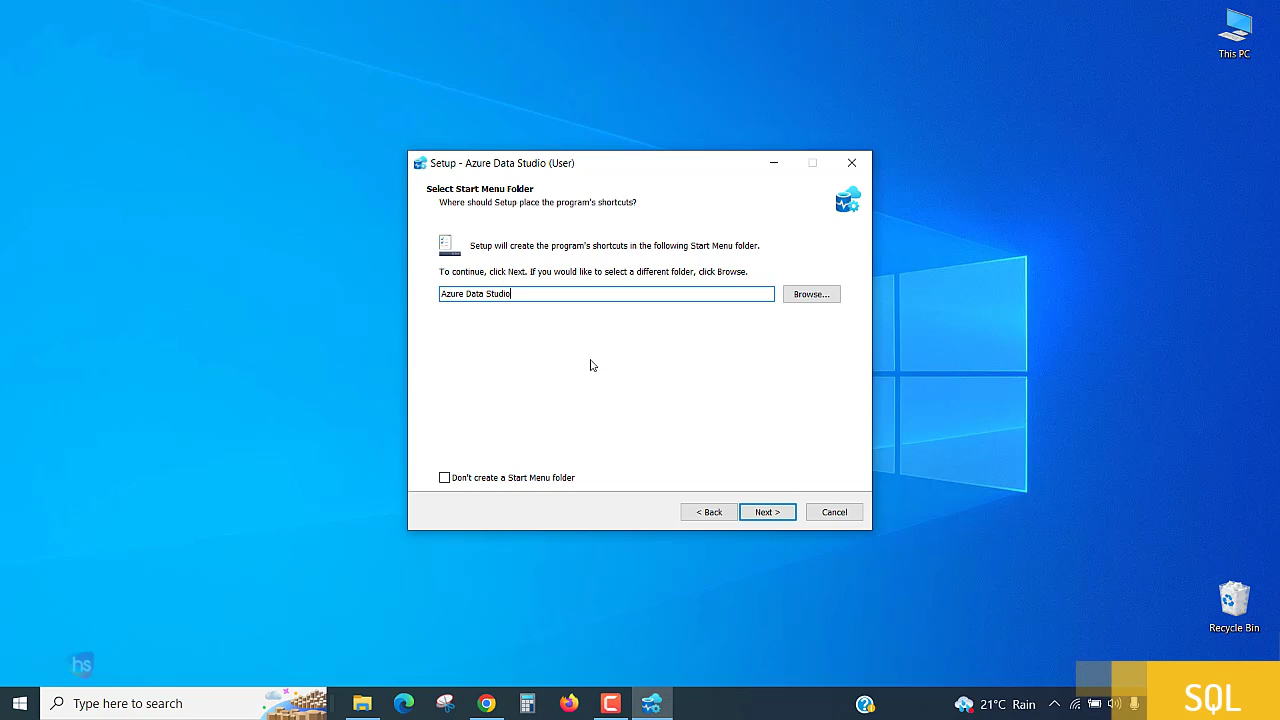 This PC
Setup - Azure Data Studio (User)
Select Start Menu Folder
Where should Setup place the program's shortcuts?
Setup will create the program's shortcuts in the following Start Menu folder.
To continue, click Next. If you would like to select a different folder, click Browse.
Azure Data Studio
Browse...
Don't create a Start Menu folder
< Back
Next >
Cancel
Recycle Bin
hs
Type here to search
21°C Rain
SQL